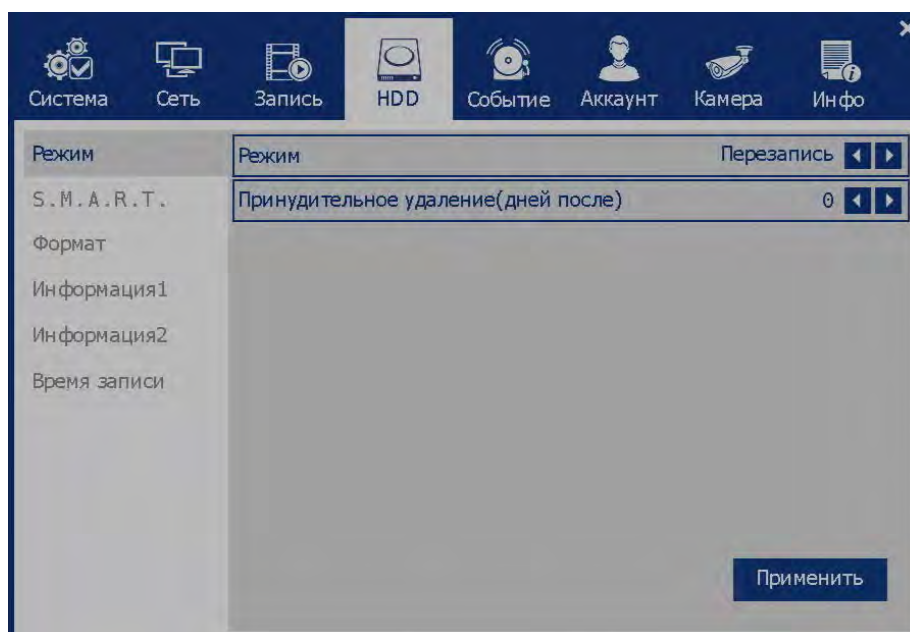 Система Сеть Запись HDD Событие Аккаунт Камера Инфо
Режим
S.M.A.R.T.
Формат
Информация1
Информация2
Время записи
Режим Перезапись
Принудительное удаление(дней после) 0
Применить